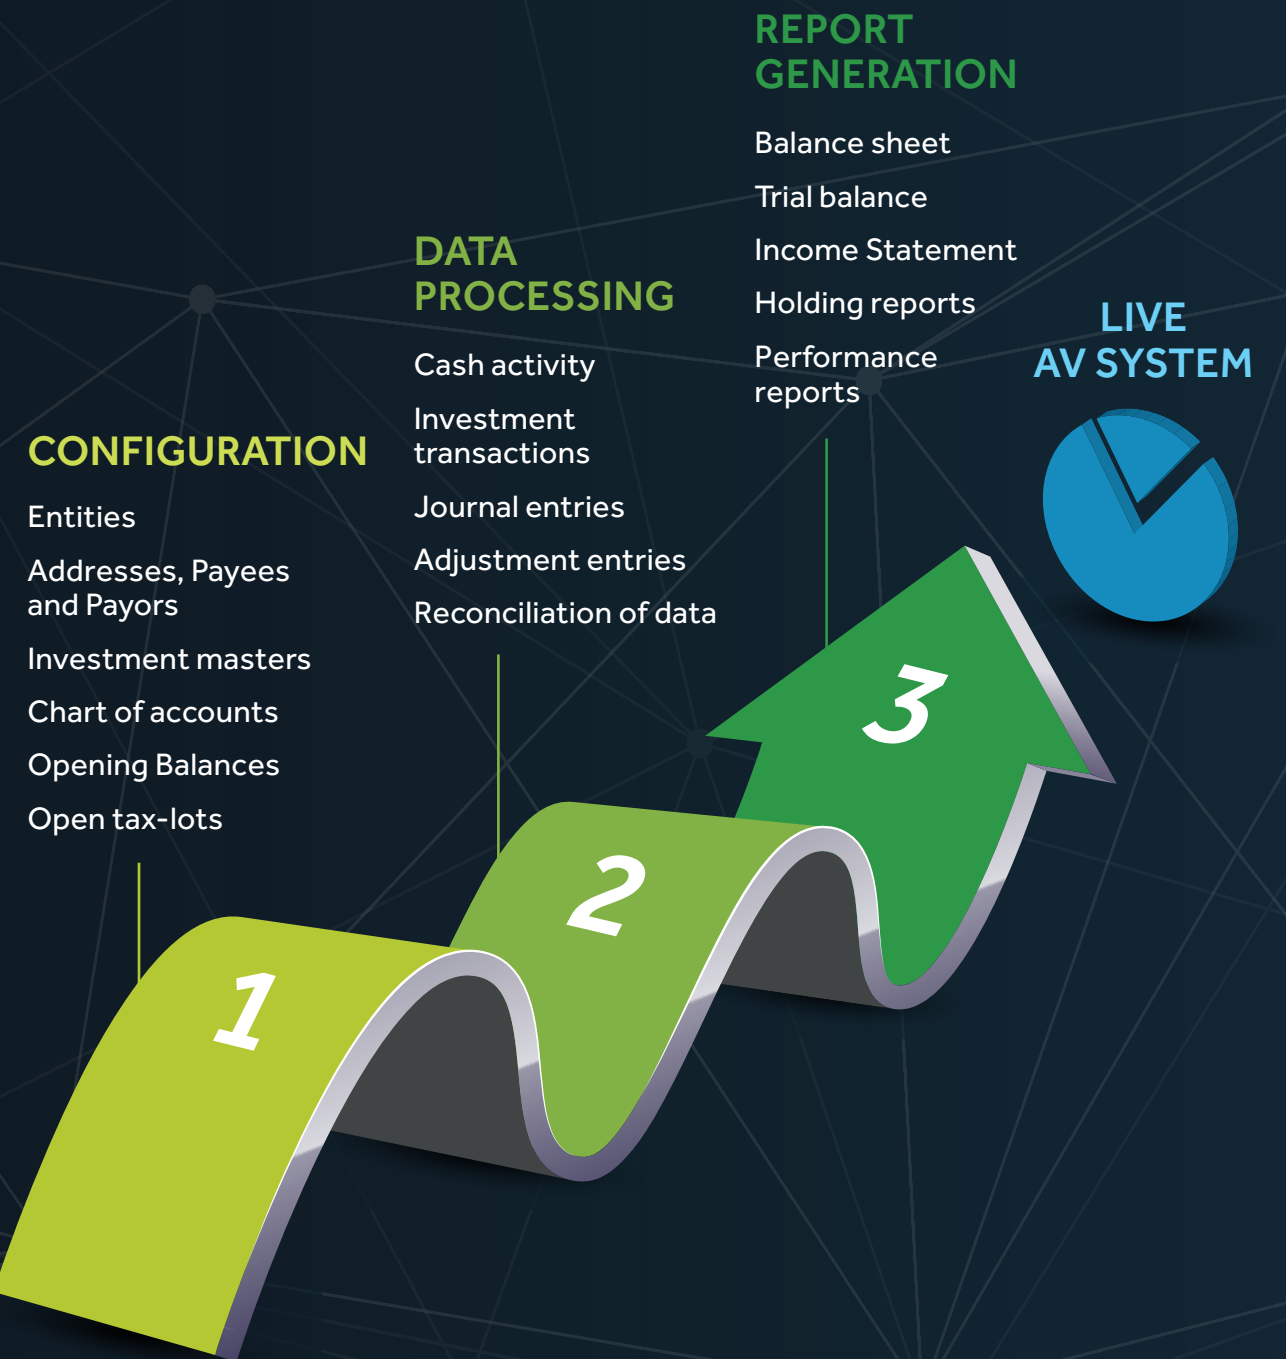 CONFIGURATION
Entities
Addresses, Payees
and Payors
Investment masters
Chart of accounts
Opening Balances
Open tax-lots
1
DATA
PROCESSING
Cash activity
Investment
transactions
Journal entries
Adjustment entries
Reconciliation of data
2
REPORT
GENERATION
Balance sheet
Trial balance
Income Statement
Holding reports
Performance
reports
3
LIVE
AV SYSTEM